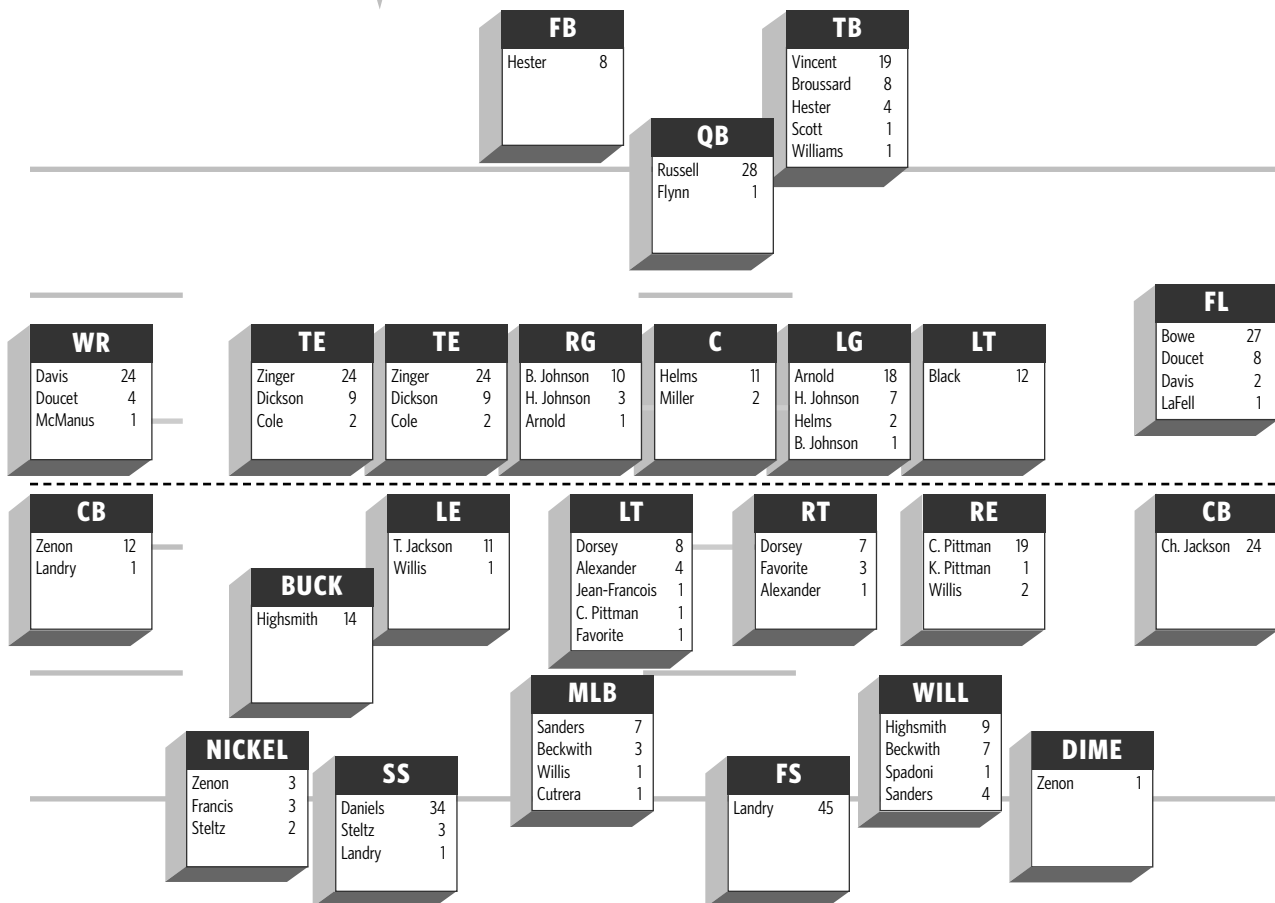 FB
Hester 8
TB
Vincent 19
Broussard 8
Hester 4
Scott 1
Williams 1
QB
Russell 28
Flynn 1
WR
Davis 24
Doucet 4
McManus 1
TE
Zinger 24
Dickson 9
Cole 2
TE
Zinger 24
Dickson 9
Cole 2
RG
B. Johnson 10
H. Johnson 3
Arnold 1
C
Helms 11
Miller 2
LG
Arnold 18
H. Johnson 7
Helms 2
B. Johnson 1
LT
Black 12
FL
Bowe 27
Doucet 8
Davis 2
LaFell 1
CB
Zenon 12
Landry 1
BUCK
Highsmith 14
LE
T. Jackson 11
Willis 1
LT
Dorsey 8
Alexander 4
Jean-Francois 1
C. Pittman 1
Favorite 1
RT
Dorsey 7
Favorite 3
Alexander 1
RE
C. Pittman 19
K. Pittman 1
Willis 2
CB
Ch. Jackson 24
NICKEL
Zenon 3
Francis 3
Steltz 2
SS
Daniels 34
Steltz 3
Landry 1
MLB
Sanders 7
Beckwith 3
Willis 1
Cutrera 1
FS
Landry 45
WILL
Highsmith 9
Beckwith 7
Spadoni 1
Sanders 4
DIME
Zenon 1